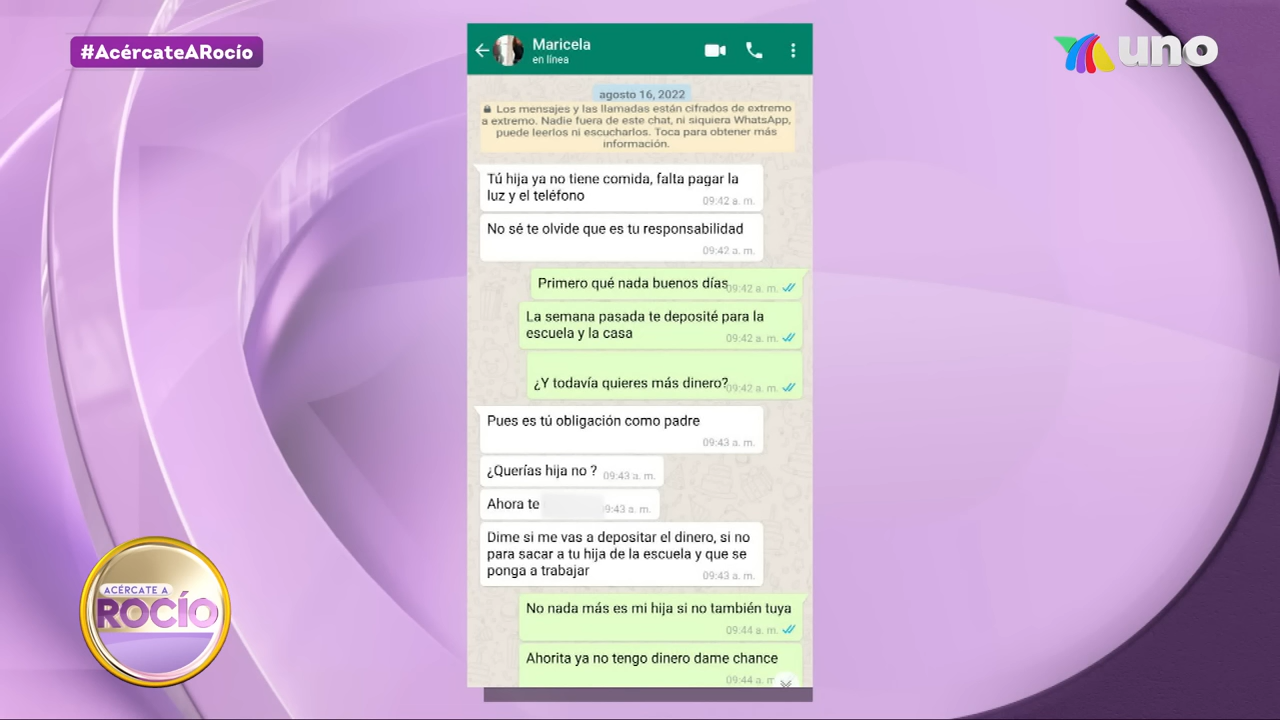 #AcércateARocío
uno
Maricela
en línea
agosto 16, 2022
Los mensajes y las llamadas están cifrados de extremo
a extremo. Nadie fuera de este chat, ni siquiera WhatsApp,
puede leerlos ni escucharlos. Toca para obtener más
información.
Tú hija ya no tiene comida, falta pagar la
luz y el teléfono
09:42 a. m.
No sé te olvide que es tu responsabilidad
09:42 a. m.
Primero qué nada buenos días
09:42 a. m.
La semana pasada te deposité para la
escuela y la casa
09:42 a. m.
¿Y todavía quieres más dinero?
09:42 a. m.
Pues es tú obligación como padre
09:43 a. m.
¿Querías hija no ?
09:43 a. m.
Ahora te
9:43 a. m.
Dime si me vas a depositar el dinero, si no
para sacar a tu hija de la escuela y que se
ponga a trabajar
09:43 a. m.
No nada más es mi hija si no también tuya
09:44 a. m.
Ahorita ya no tengo dinero dame chance
09:44 a.
ACÉRCATE A
ROCÍO